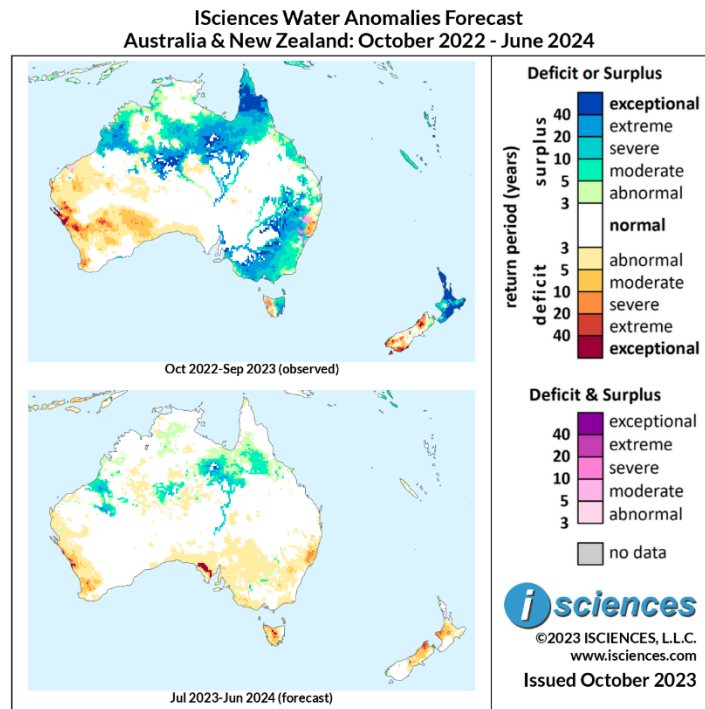 ISciences Water Anomalies Forecast
Australia & New Zealand: October 2022 - June 2024
Oct 2022-Sep 2023 (observed)
Jul 2023-Jun 2024 (forecast)
Deficit or Surplus
return period (years)
surplus
deficit
40 exceptional
20 extreme
10 severe
5 moderate
3 abnormal
normal
3 abnormal
5 moderate
10 severe
20 extreme
40 exceptional
Deficit & Surplus
40 exceptional
20 extreme
10 severe
5 moderate
3 abnormal
no data
i sciences
©2023 ISCIENCES, L.L.C.
www.isciences.com
Issued October 2023